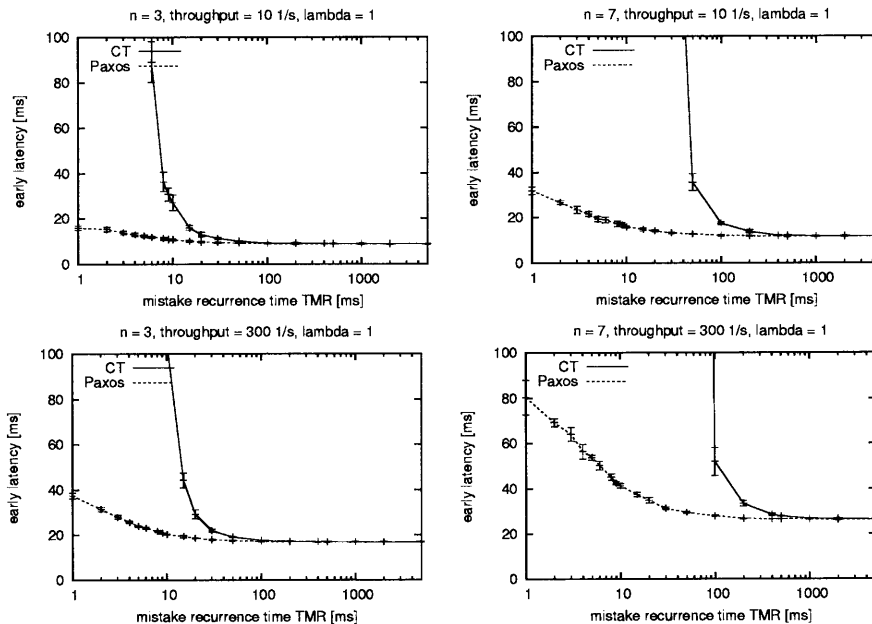 n = 3, throughput = 10 1/s, lambda = 1
100
80
60
40
20
0
early latency [ms]
CT
Paxos
1
10
100
1000
mistake recurrence time TMR [ms]
n = 7, throughput = 10 1/s, lambda = 1
100
80
60
40
20
0
early latency [ms]
CT
Paxos
1
10
100
1000
mistake recurrence time TMR [ms]
n = 3, throughput = 300 1/s, lambda = 1
100
80
60
40
20
0
early latency [ms]
CT
Paxos
1
10
100
1000
mistake recurrence time TMR [ms]
n = 7, throughput = 300 1/s, lambda = 1
100
80
60
40
20
0
early latency [ms]
CT
Paxos
1
10
100
1000
mistake recurrence time TMR [ms]